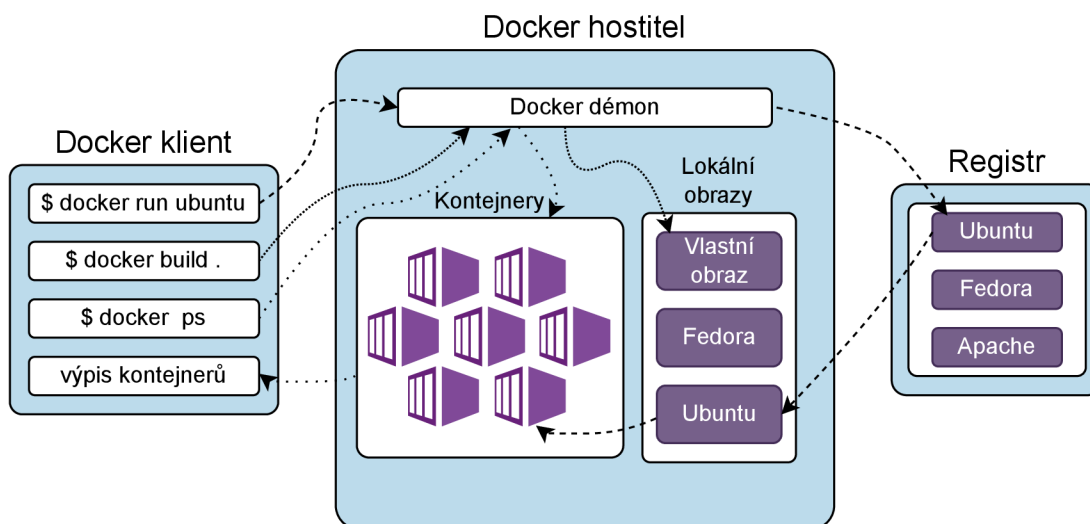 Docker hostitel
Docker démon
Docker klient
$ docker run ubuntu
$ docker build .
$ docker ps
výpis kontejnerů
Kontejnery
Lokální
obrazy
Vlastní
obraz
Fedora
Ubuntu
Registr
Ubuntu
Fedora
Apache